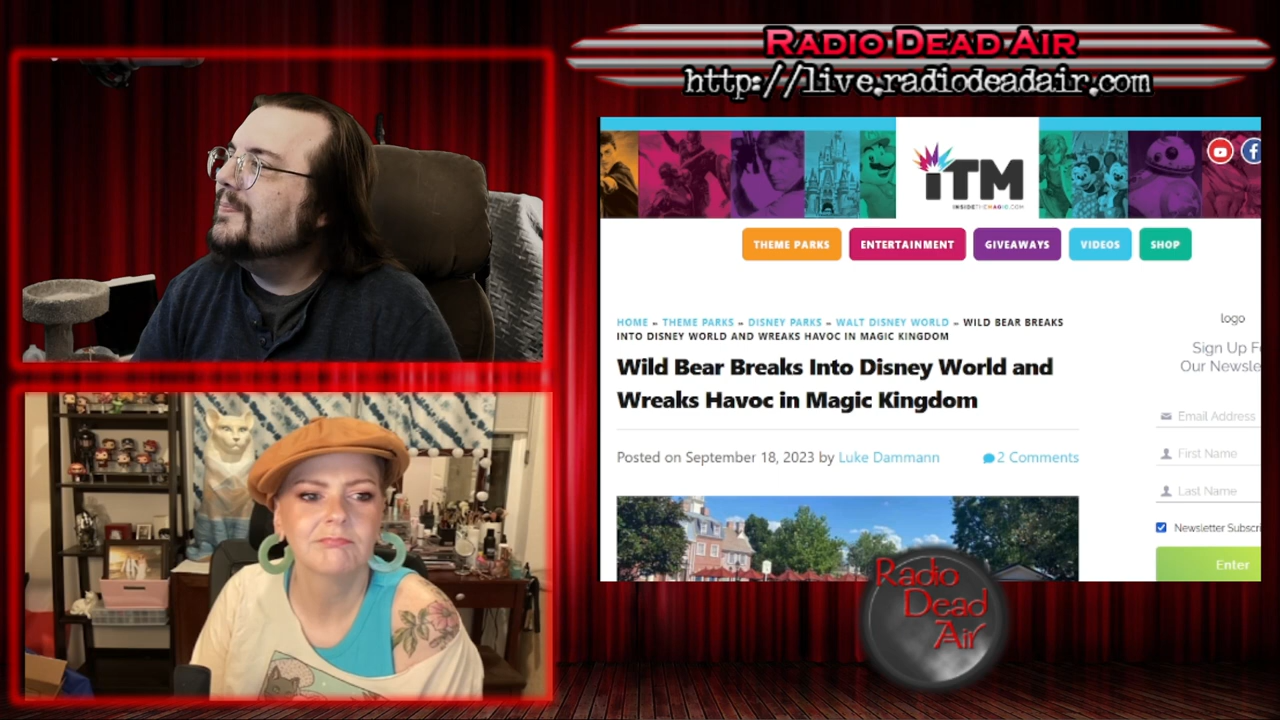 RADIO DEAD AIR
http://live.radiodeadair.com
iTM
INSIDETHEMAGIC.COM
THEME PARKS
ENTERTAINMENT
GIVEAWAYS
VIDEOS
SHOP
HOME » THEME PARKS » DISNEY PARKS » WALT DISNEY WORLD » WILD BEAR BREAKS
INTO DISNEY WORLD AND WREAKS HAVOC IN MAGIC KINGDOM
Wild Bear Breaks Into Disney World and
Wreaks Havoc in Magic Kingdom
Posted on September 18, 2023 by Luke Dammann
2 Comments
logo
Sign Up F
Our Newsle
Email Address
First Name
Last Name
Newsletter Subscri
Enter
Radio
Dead
Air